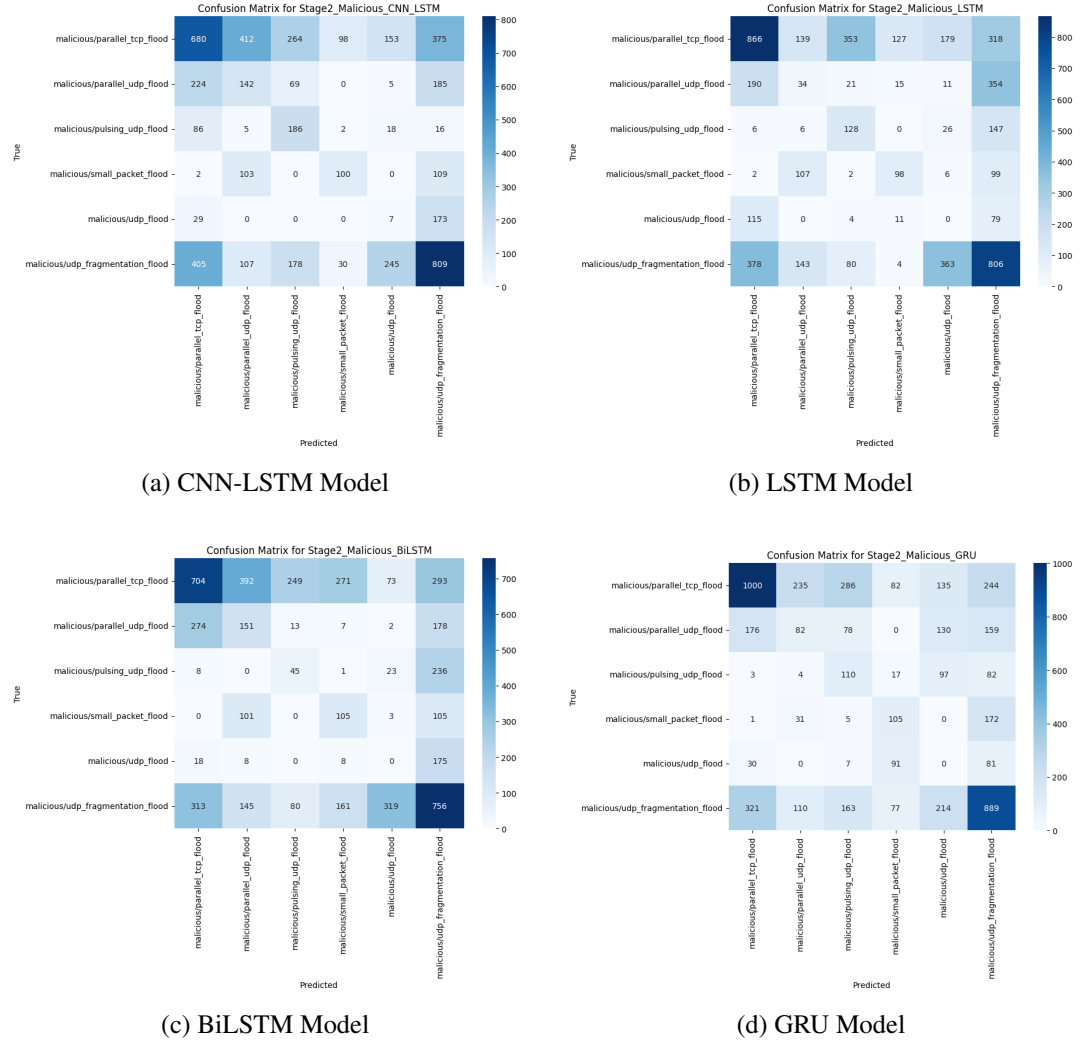 Confusion Matrix for Stage2_Malicious_CNN_LSTM
True
malicious/parallel_tcp_flood 680 412 264 98 153 375
malicious/parallel_udp_flood 224 142 69 0 5 185
malicious/pulsing_udp_flood 86 5 186 2 18 16
malicious/small_packet_flood 2 103 0 100 0 109
malicious/udp_flood 29 0 0 0 7 173
malicious/udp_fragmentation_flood 405 107 178 30 245 809
malicious/parallel_tcp_flood
malicious/parallel_udp_flood
malicious/pulsing_udp_flood
malicious/small_packet_flood
malicious/udp_flood
malicious/udp_fragmentation_flood
Predicted
800
700
600
500
400
300
200
100
0
(a) CNN-LSTM Model
Confusion Matrix for Stage2_Malicious_LSTM
True
malicious/parallel_tcp_flood 866 139 353 127 179 318
malicious/parallel_udp_flood 190 34 21 15 11 354
malicious/pulsing_udp_flood 6 6 128 0 26 147
malicious/small_packet_flood 2 107 2 98 6 99
malicious/udp_flood 115 0 4 11 0 79
malicious/udp_fragmentation_flood 378 143 80 4 363 806
malicious/parallel_tcp_flood
malicious/parallel_udp_flood
malicious/pulsing_udp_flood
malicious/small_packet_flood
malicious/udp_flood
malicious/udp_fragmentation_flood
Predicted
800
700
600
500
400
300
200
100
0
(b) LSTM Model
Confusion Matrix for Stage2_Malicious_BiLSTM
True
malicious/parallel_tcp_flood 704 392 249 271 73 293
malicious/parallel_udp_flood 274 151 13 7 2 178
malicious/pulsing_udp_flood 8 0 45 1 23 236
malicious/small_packet_flood 0 101 0 105 3 105
malicious/udp_flood 18 8 0 8 0 175
malicious/udp_fragmentation_flood 313 145 80 161 319 756
malicious/parallel_tcp_flood
malicious/parallel_udp_flood
malicious/pulsing_udp_flood
malicious/small_packet_flood
malicious/udp_flood
malicious/udp_fragmentation_flood
Predicted
700
600
500
400
300
200
100
0
(c) BiLSTM Model
Confusion Matrix for Stage2_Malicious_GRU
True
malicious/parallel_tcp_flood 1000 235 286 82 135 244
malicious/parallel_udp_flood 176 82 78 0 130 159
malicious/pulsing_udp_flood 3 4 110 17 97 82
malicious/small_packet_flood 1 31 5 105 0 172
malicious/udp_flood 30 0 7 91 0 81
malicious/udp_fragmentation_flood 321 110 163 77 214 889
malicious/parallel_tcp_flood
malicious/parallel_udp_flood
malicious/pulsing_udp_flood
malicious/small_packet_flood
malicious/udp_flood
malicious/udp_fragmentation_flood
Predicted
1000
800
600
400
200
0
(d) GRU Model